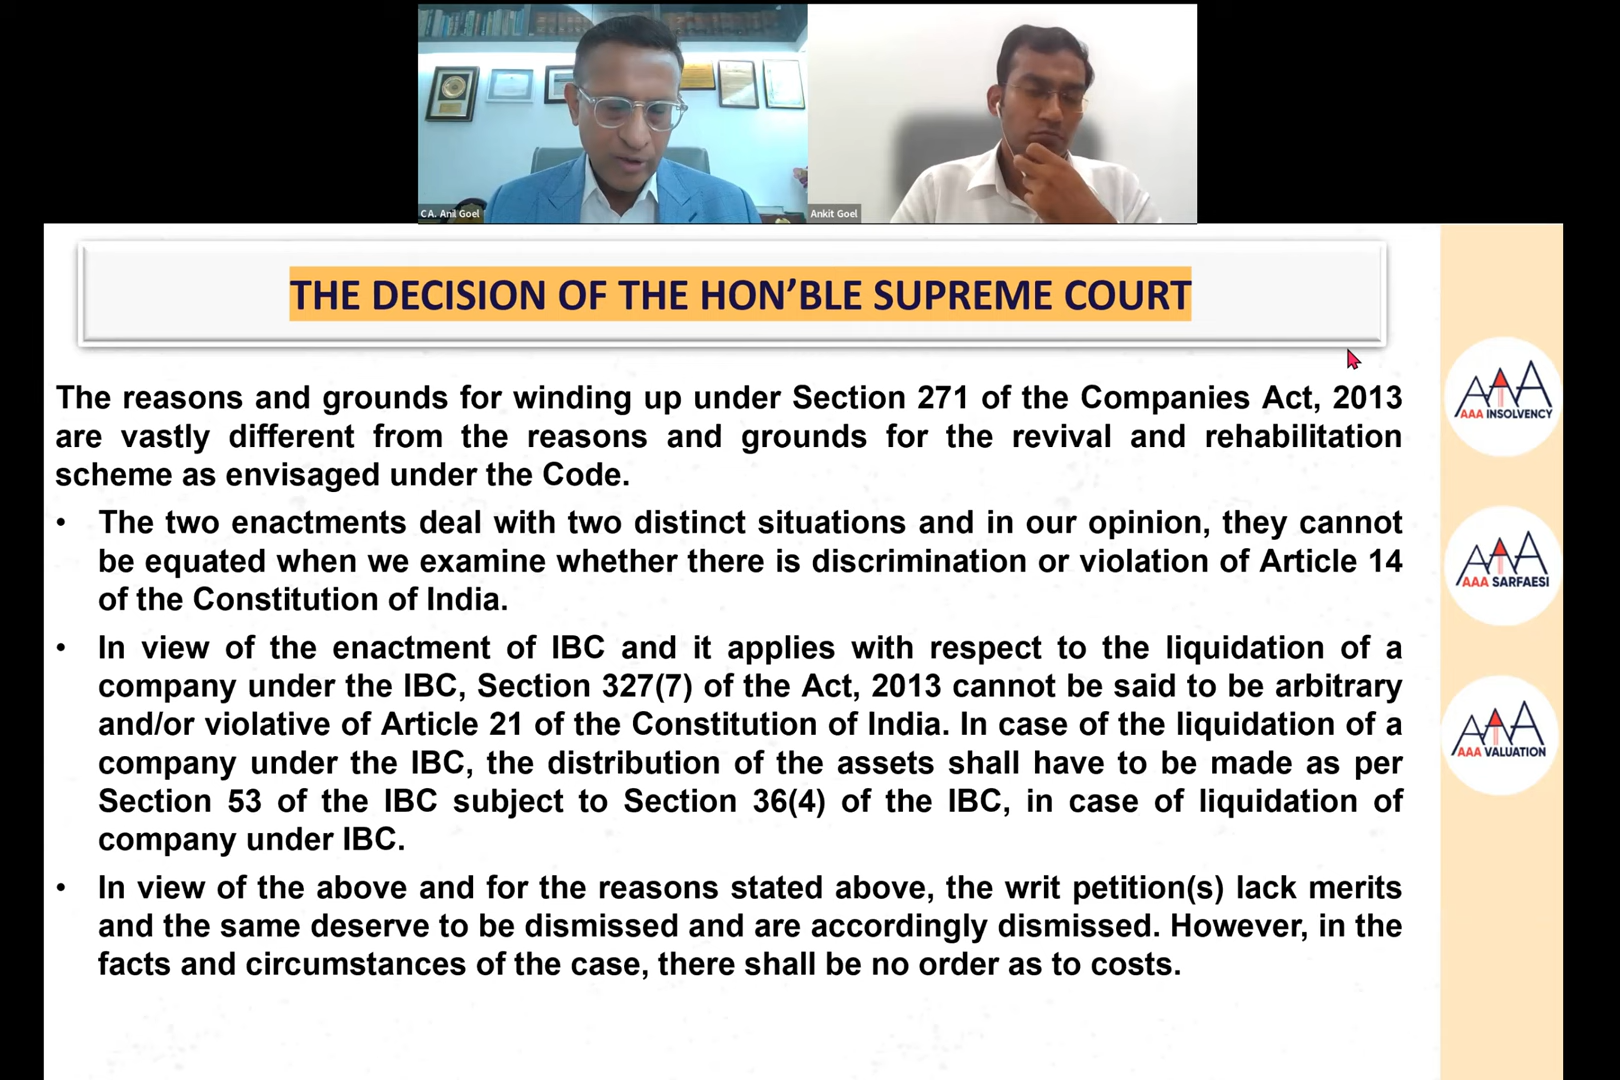 CA. Anil Goel
Ankit Goel
THE DECISION OF THE HON’BLE SUPREME COURT
The reasons and grounds for winding up under Section 271 of the Companies Act, 2013
are vastly different from the reasons and grounds for the revival and rehabilitation
scheme as envisaged under the Code.
• The two enactments deal with two distinct situations and in our opinion, they cannot
be equated when we examine whether there is discrimination or violation of Article 14
of the Constitution of India.
• In view of the enactment of IBC and it applies with respect to the liquidation of a
company under the IBC, Section 327(7) of the Act, 2013 cannot be said to be arbitrary
and/or violative of Article 21 of the Constitution of India. In case of the liquidation of a
company under the IBC, the distribution of the assets shall have to be made as per
Section 53 of the IBC subject to Section 36(4) of the IBC, in case of liquidation of
company under IBC.
• In view of the above and for the reasons stated above, the writ petition(s) lack merits
and the same deserve to be dismissed and are accordingly dismissed. However, in the
facts and circumstances of the case, there shall be no order as to costs.
AAA
AAA INSOLVENCY
AAA
AAA SARFAESI
AAA
AAA VALUATION